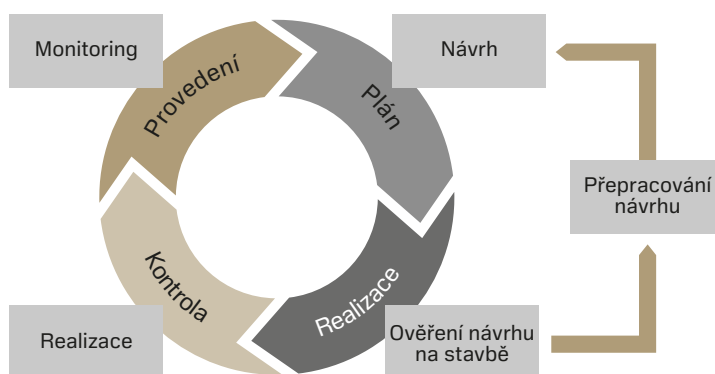 Monitoring
Provedení
Plán
Návrh
Přepracování
návrhu
Kontrola
Realizace
Realizace
Ověření návrhu
na stavbě